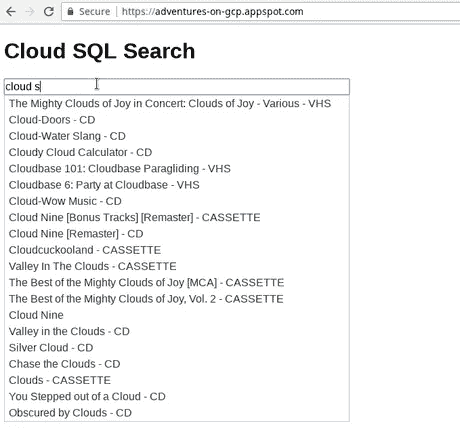 Secure https://adventures-on-gcp.appspot.com
Cloud SQL Search
cloud s
The Mighty Clouds of Joy in Concert: Clouds of Joy - Various - VHS
Cloud-Doors - CD
Cloud-Water Slang - CD
Cloudy Cloud Calculator - CD
Cloudbase 101: Cloudbase Paragliding - VHS
Cloudbase 6: Party at Cloudbase - VHS
Cloud-Wow Music - CD
Cloud Nine [Bonus Tracks] [Remaster] - CASSETTE
Cloud Nine [Remaster] - CD
Cloudcuckooland - CASSETTE
Valley In The Clouds - CASSETTE
The Best of the Mighty Clouds of Joy [MCA] - CASSETTE
The Best of the Mighty Clouds of Joy, Vol. 2 - CASSETTE
Cloud Nine
Valley in the Clouds - CD
Silver Cloud - CD
Chase the Clouds - CD
Clouds - CASSETTE
You Stepped out of a Cloud - CD
Obscured by Clouds - CD